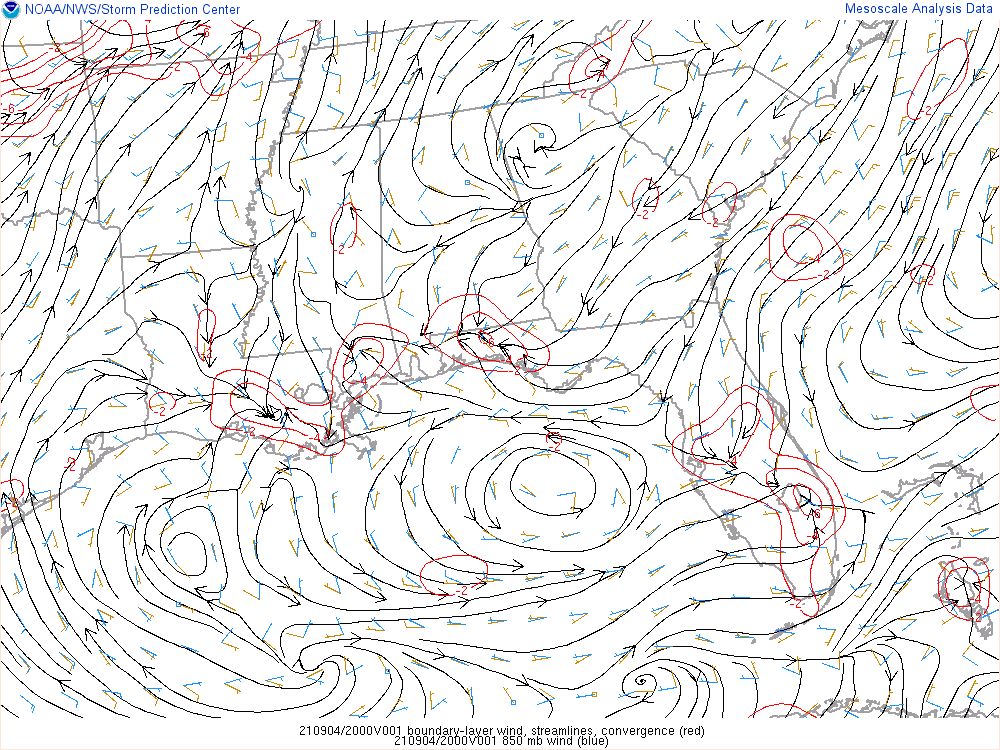 NOAA/NWS/Storm Prediction Center
Mesoscale Analysis Data
210904/2000V001 boundary-layer wind, streamlines, convergence (red)
210904/2000V001 850 mb wind (blue)